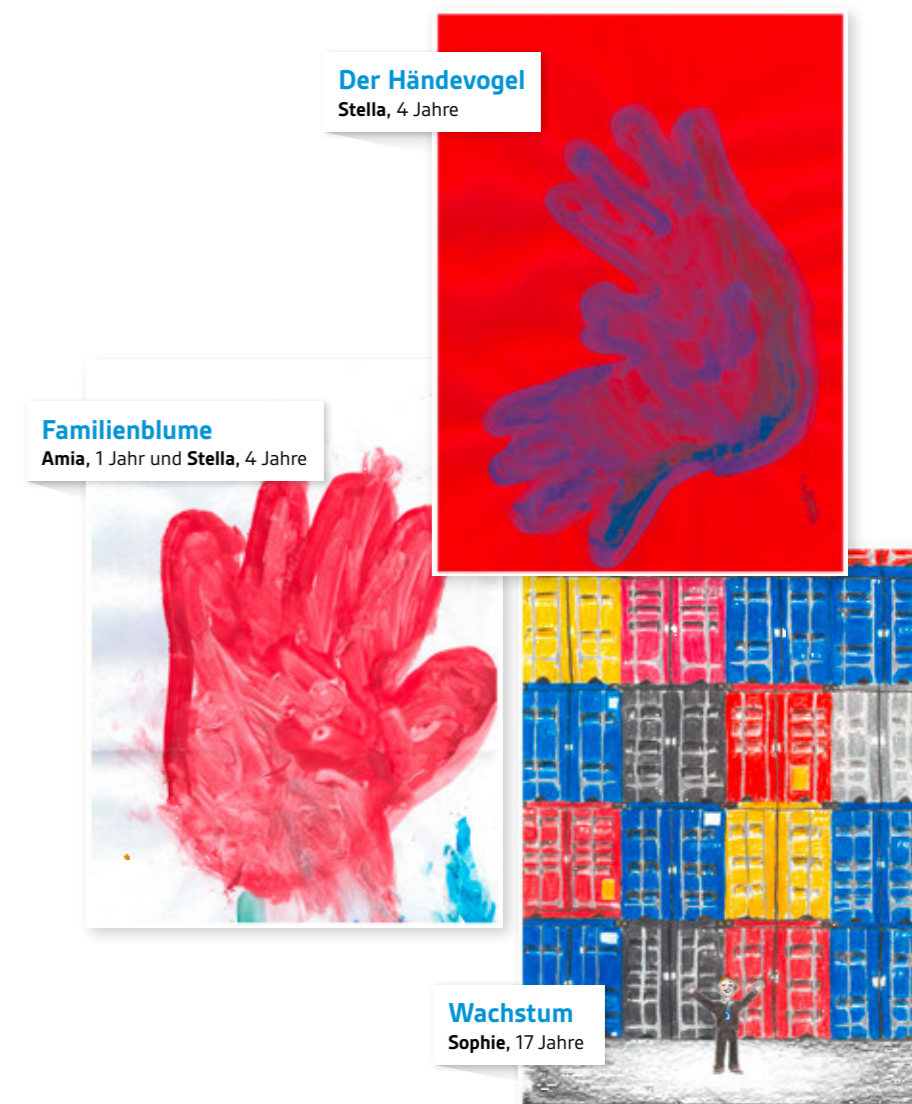 Der Händevogel
Stella, 4 Jahre
Familienblume
Amia, 1 Jahr und Stella, 4 Jahre
Wachstum
Sophie, 17 Jahre